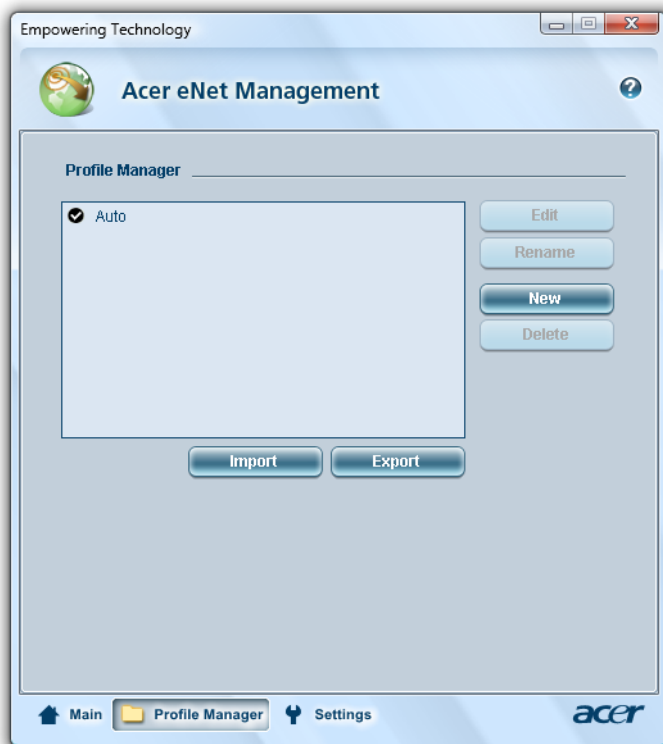 Empowering Technology
Acer eNet Management
?
Profile Manager
Auto
Edit
Rename
New
Delete
Import
Export
Main
Profile Manager
Settings
acer